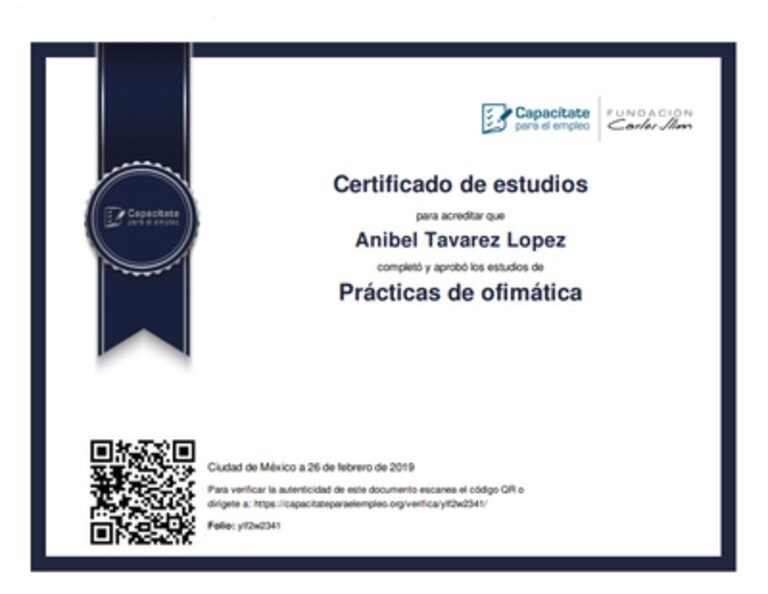 Capacítate
para el empleo
FUNDACIÓN
Carlos Slim
Capacítate
para el empleo
Certificado de estudios
para acreditar que
Anibel Tavarez Lopez
completó y aprobó los estudios de
Prácticas de ofimática
Ciudad de México a 26 de febrero de 2019
Para verificar la autenticidad de este documento escanea el código QR o
dirígete a: https://capacitateparaelempleo.org/verifica/ylf2w2341/
Folio: ylf2w2341